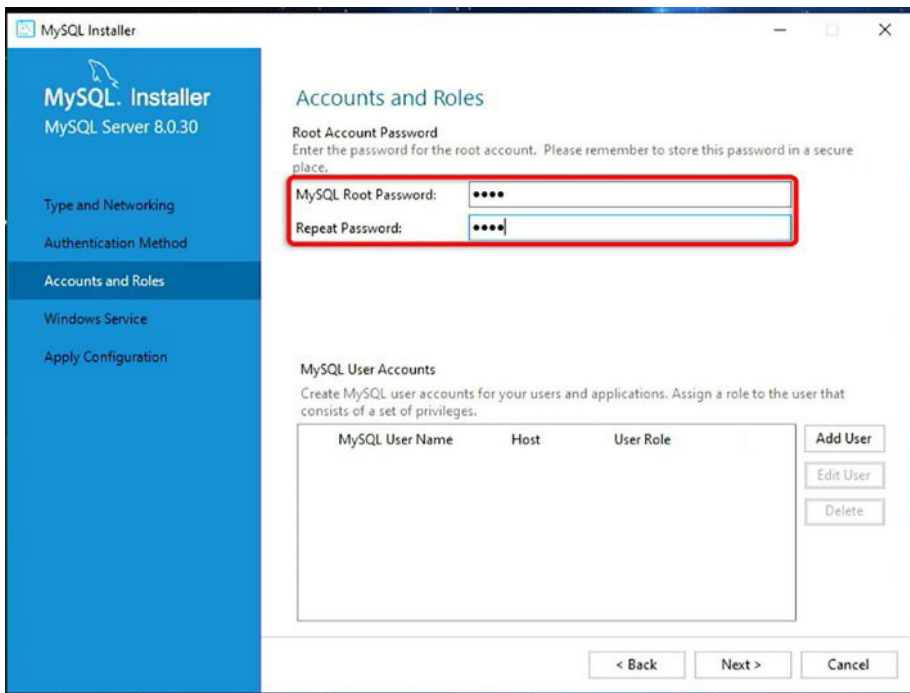 MySQL Installer
MySQL. Installer
MySQL Server 8.0.30
Type and Networking
Authentication Method
Accounts and Roles
Windows Service
Apply Configuration
Accounts and Roles
Root Account Password
Enter the password for the root account. Please remember to store this password in a secure
place.
MySQL Root Password: ••••
Repeat Password: ••••
MySQL User Accounts
Create MySQL user accounts for your users and applications. Assign a role to the user that
consists of a set of privileges.
MySQL User Name Host User Role
Add User
Edit User
Delete
< Back Next > Cancel